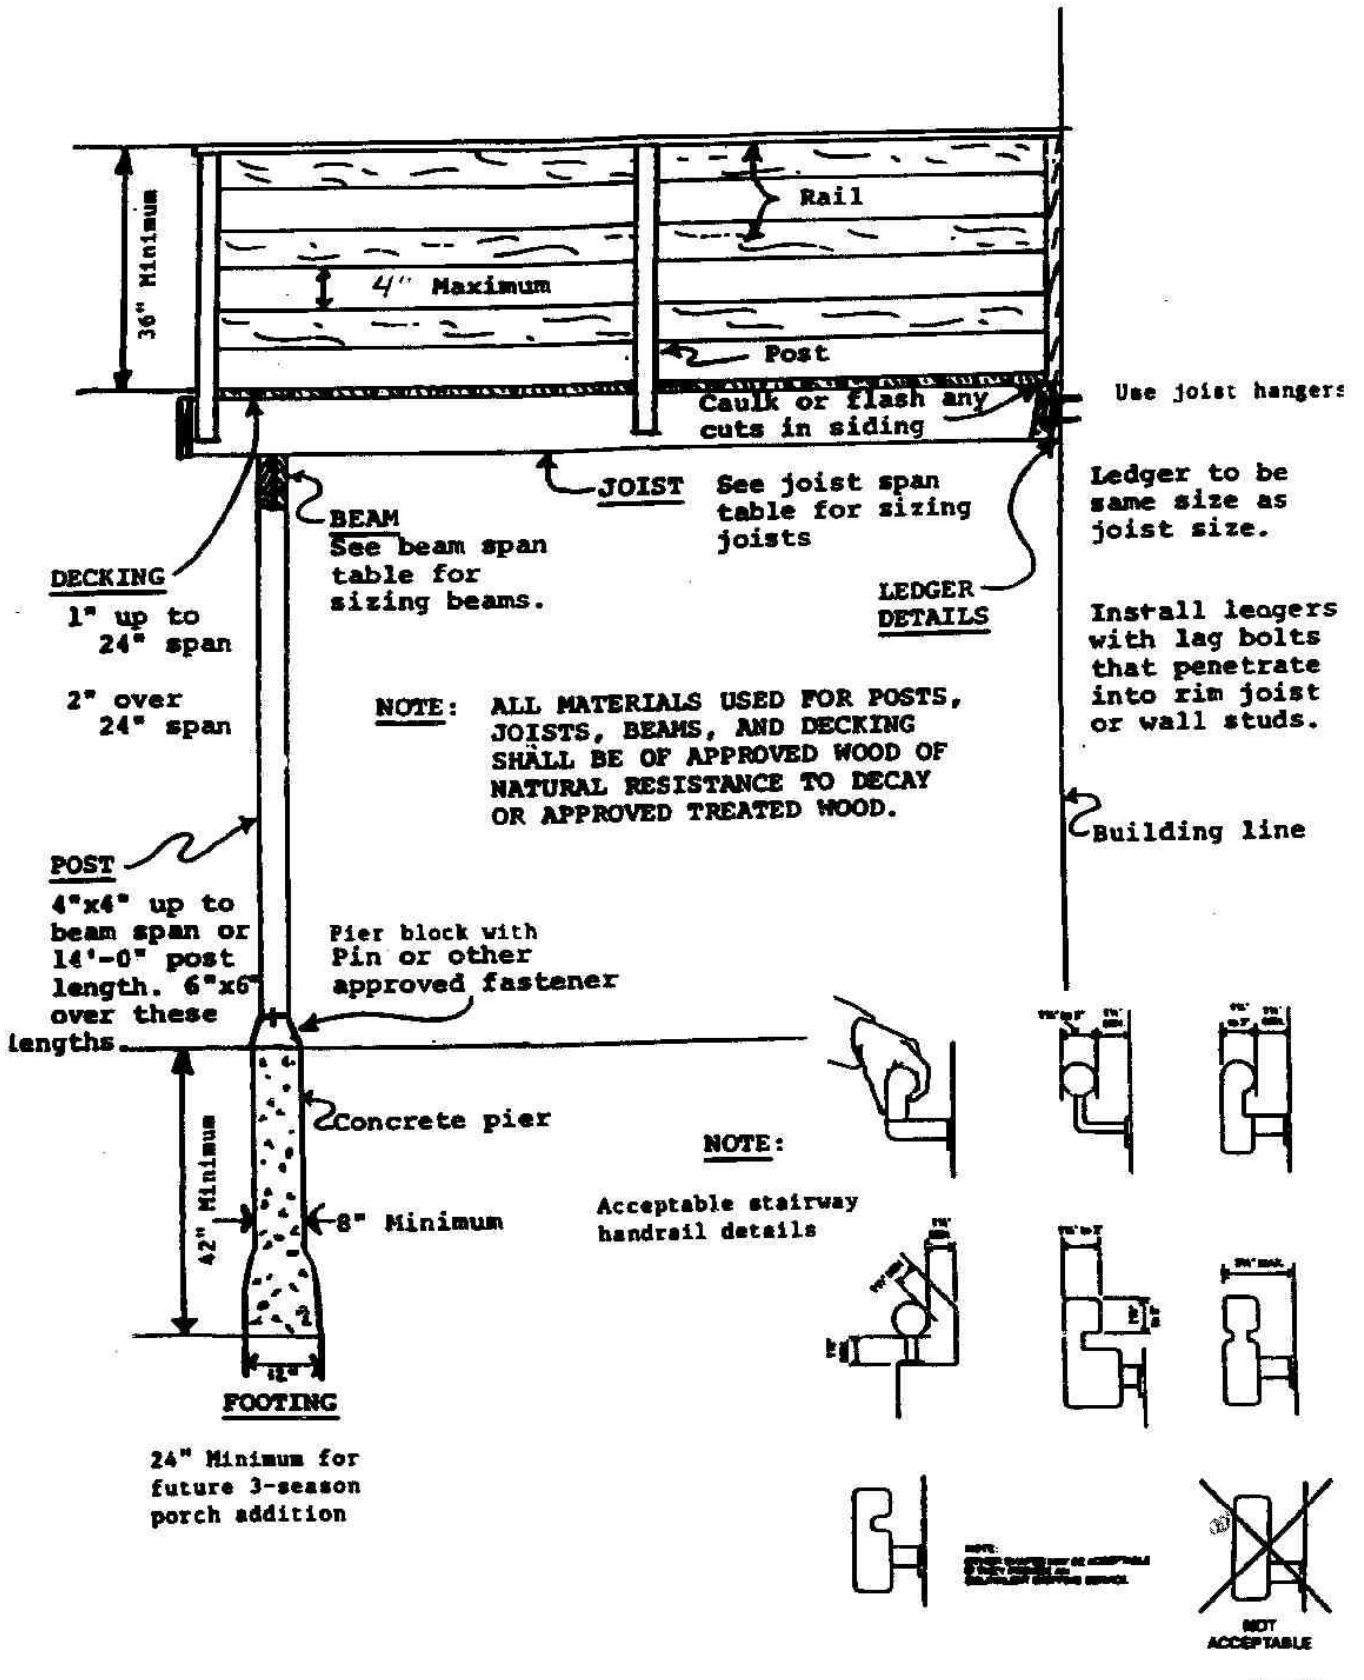 36" Minimum
Rail
4" Maximum
Post
Caulk or flash any
cuts in siding
Use joist hangers
JOIST
See joist span
table for sizing
joists
BEAM
See beam span
table for
sizing beams.
Ledger to be
same size as
joist size.
DECKING
1" up to
24" span
2" over
24" span
LEDGER
DETAILS
Install leogers
with lag bolts
that penetrate
into rim joist
or wall studs.
NOTE: ALL MATERIALS USED FOR POSTS,
JOISTS, BEAMS, AND DECKING
SHALL BE OF APPROVED WOOD OF
NATURAL RESISTANCE TO DECAY
OR APPROVED TREATED WOOD.
Building line
POST
4"x4" up to
beam span or
14'-0" post
length. 6"x6"
over these
lengths.
Pier block with
Pin or other
approved fastener
Concrete pier
42" Minimum
8" Minimum
12"
FOOTING
24" Minimum for
future 3-season
porch addition
NOTE:
Acceptable stairway
handrail details
NOTE:
NOT
ACCEPTABLE